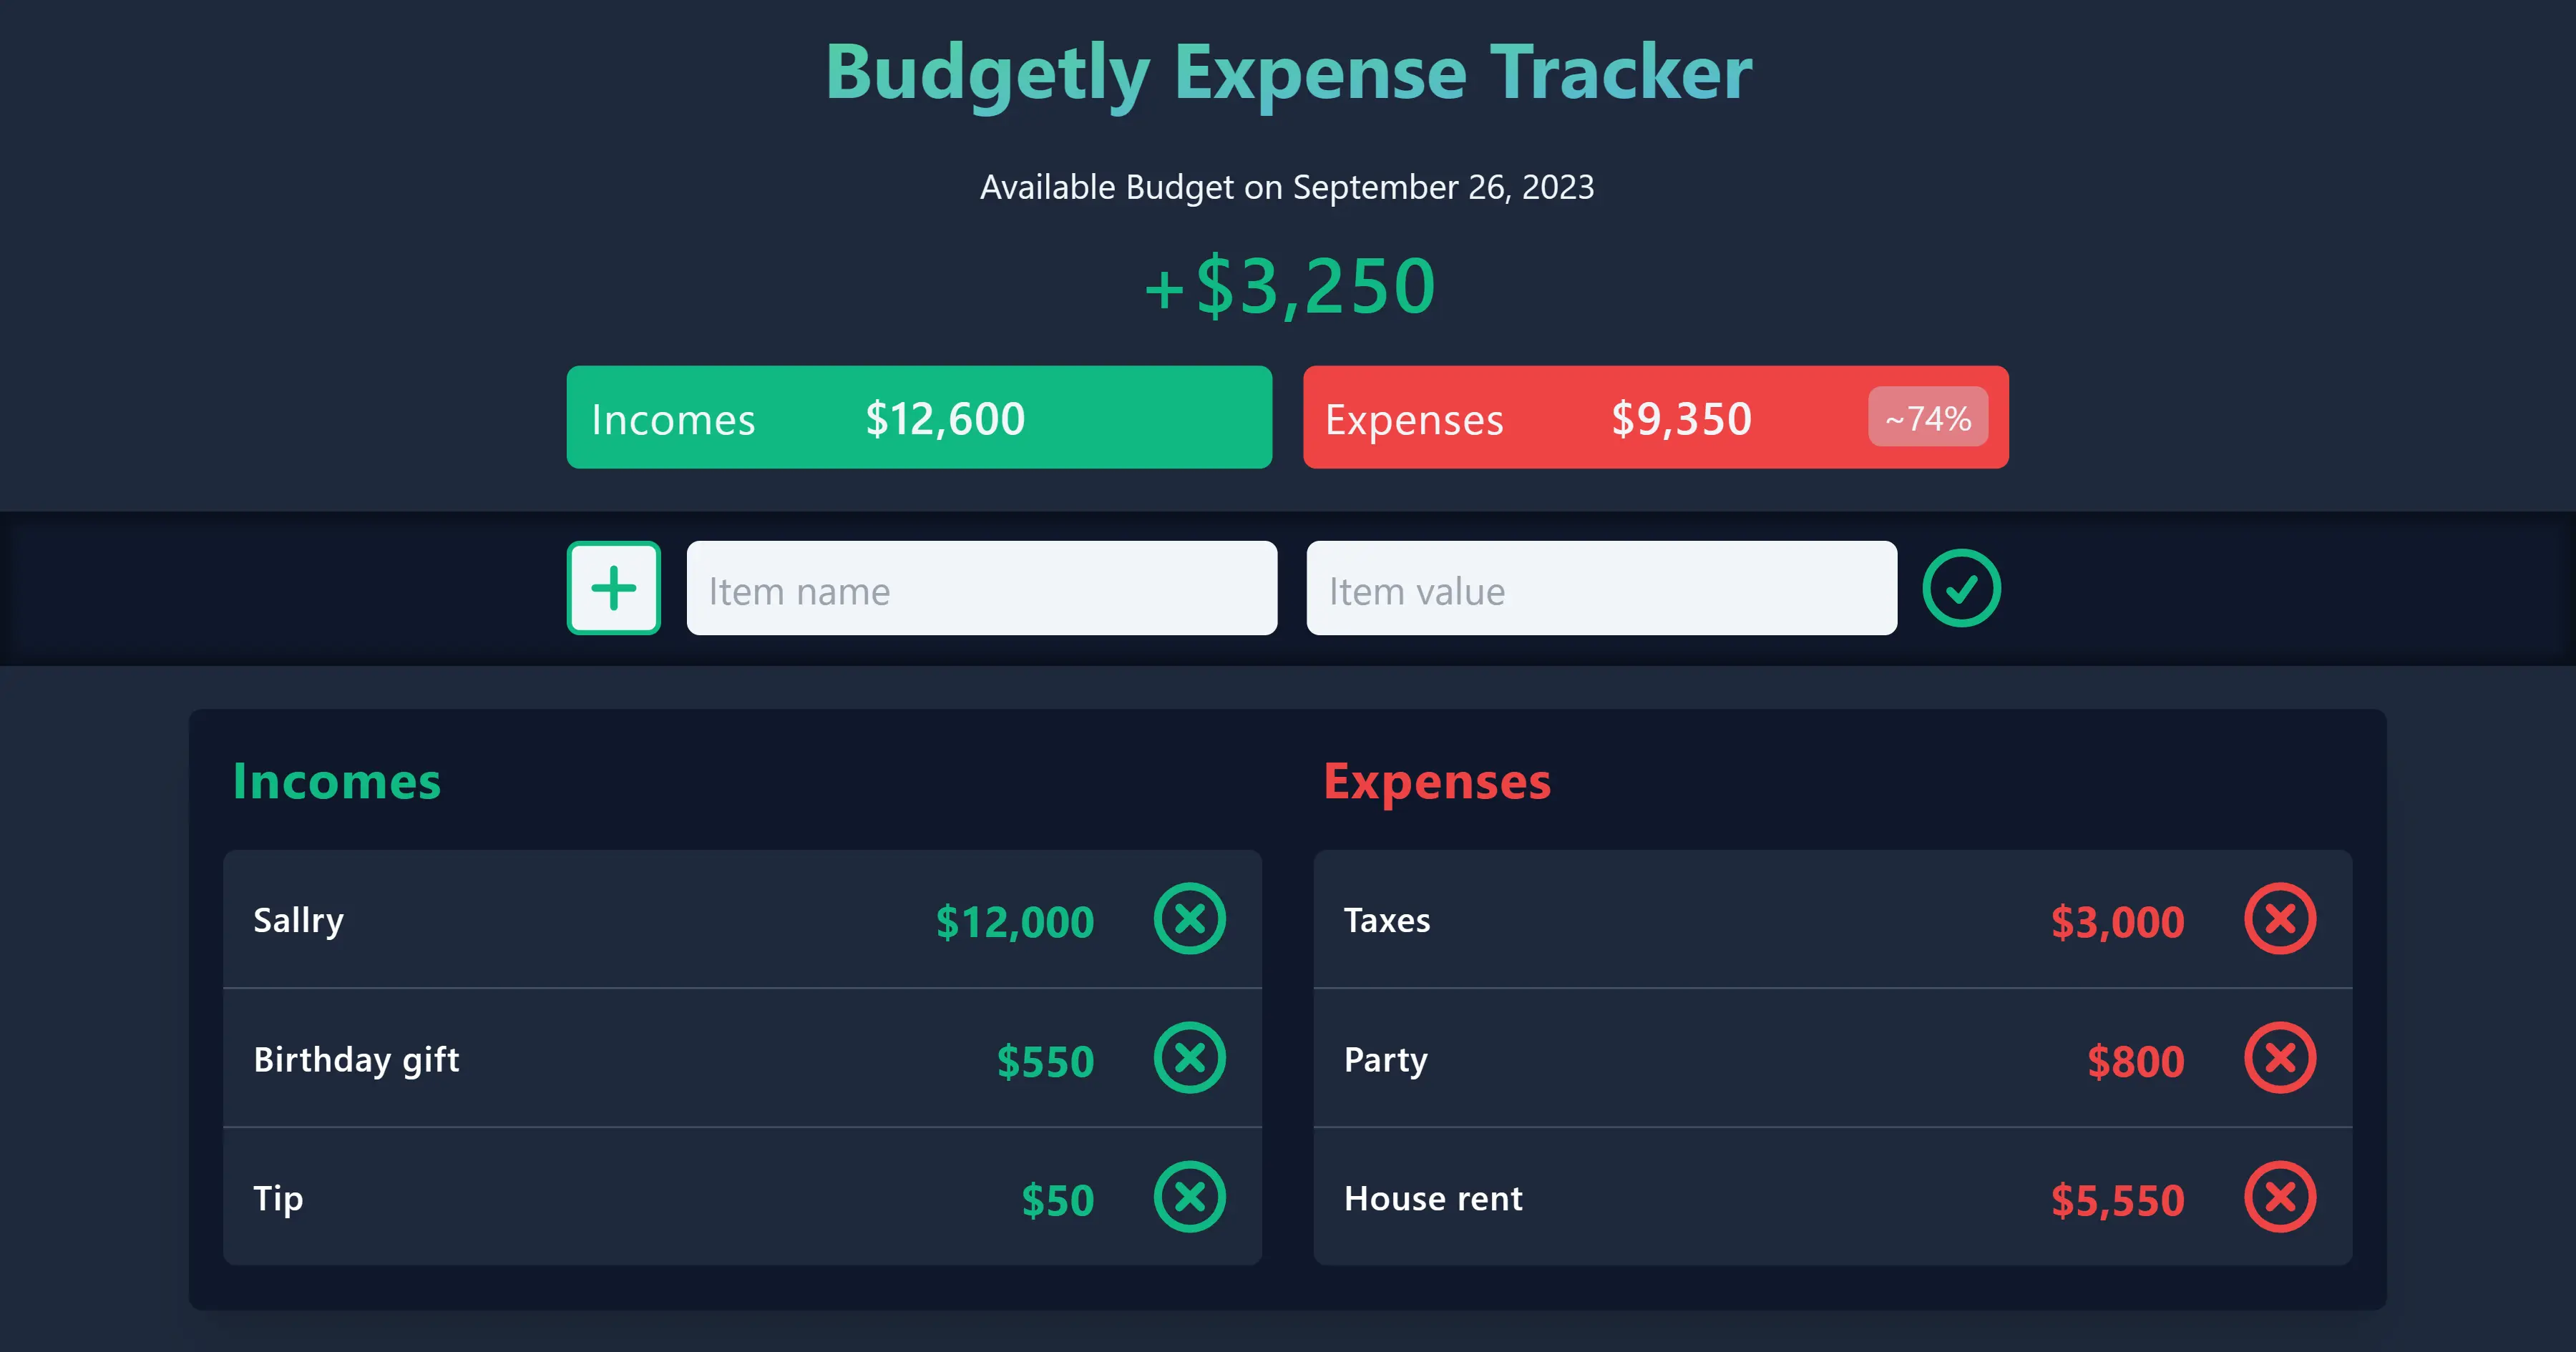 Budgetly Expense Tracker
Available Budget on September 26, 2023
+$3,250
Incomes $12,600
Expenses $9,350 ~74%
Item name
Item value
Incomes
Sallry $12,000
Birthday gift $550
Tip $50
Expenses
Taxes $3,000
Party $800
House rent $5,550